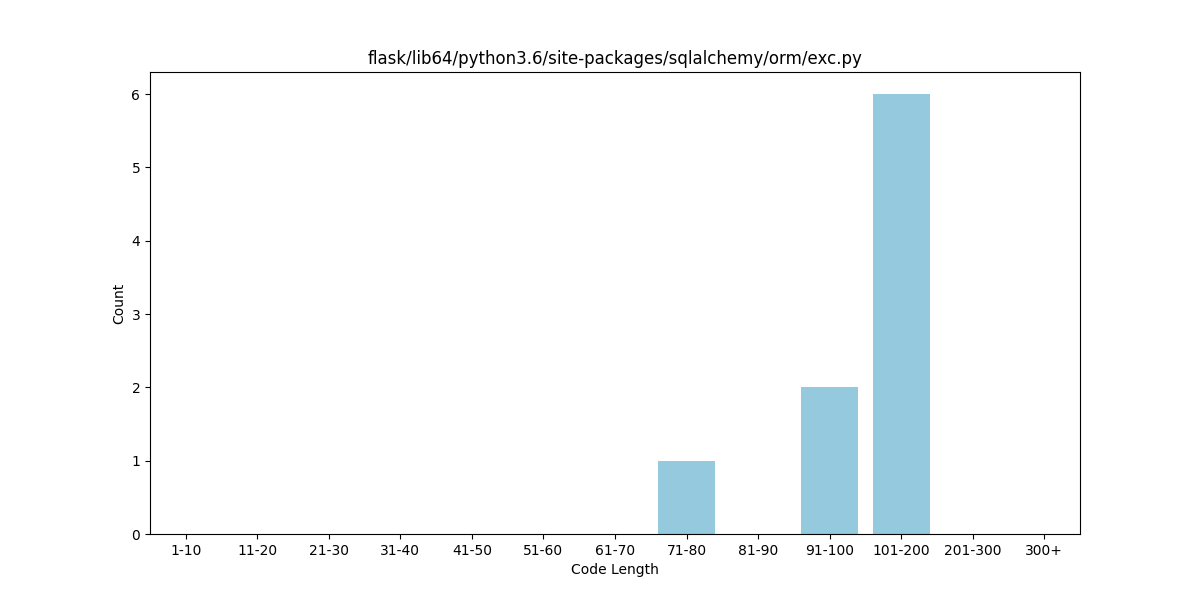 flask/lib64/python3.6/site-packages/sqlalchemy/orm/exc.py
6
5
4
3
2
1
0
Count
1-10 11-20 21-30 31-40 41-50 51-60 61-70 71-80 81-90 91-100 101-200 201-300 300+
Code Length